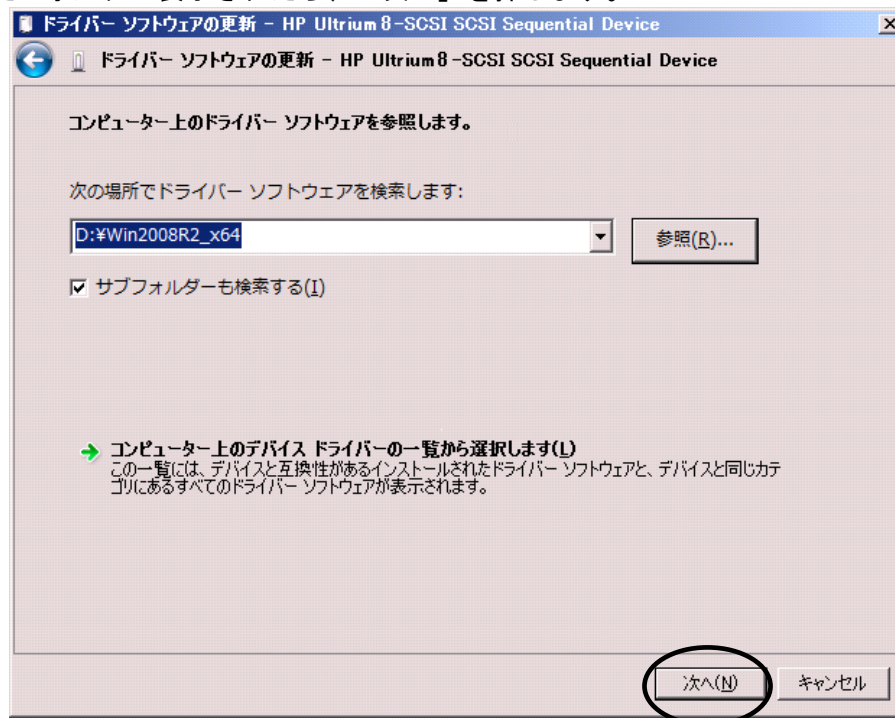 を押します。
ドライバー ソフトウェアの更新 - HP Ultrium 8-SCSI SCSI Sequential Device
ドライバー ソフトウェアの更新 - HP Ultrium 8-SCSI SCSI Sequential Device
コンピューター上のドライバー ソフトウェアを参照します。
次の場所でドライバー ソフトウェアを検索します:
D:¥Win2008R2_x64
参照(R)...
サブフォルダーも検索する(I)
コンピューター上のデバイス ドライバーの一覧から選択します(L)
この一覧には、デバイスと互換性があるインストールされたドライバー ソフトウェアと、デバイスと同じカテ
ゴリにあるすべてのドライバー ソフトウェアが表示されます。
次へ(N)
キャンセル